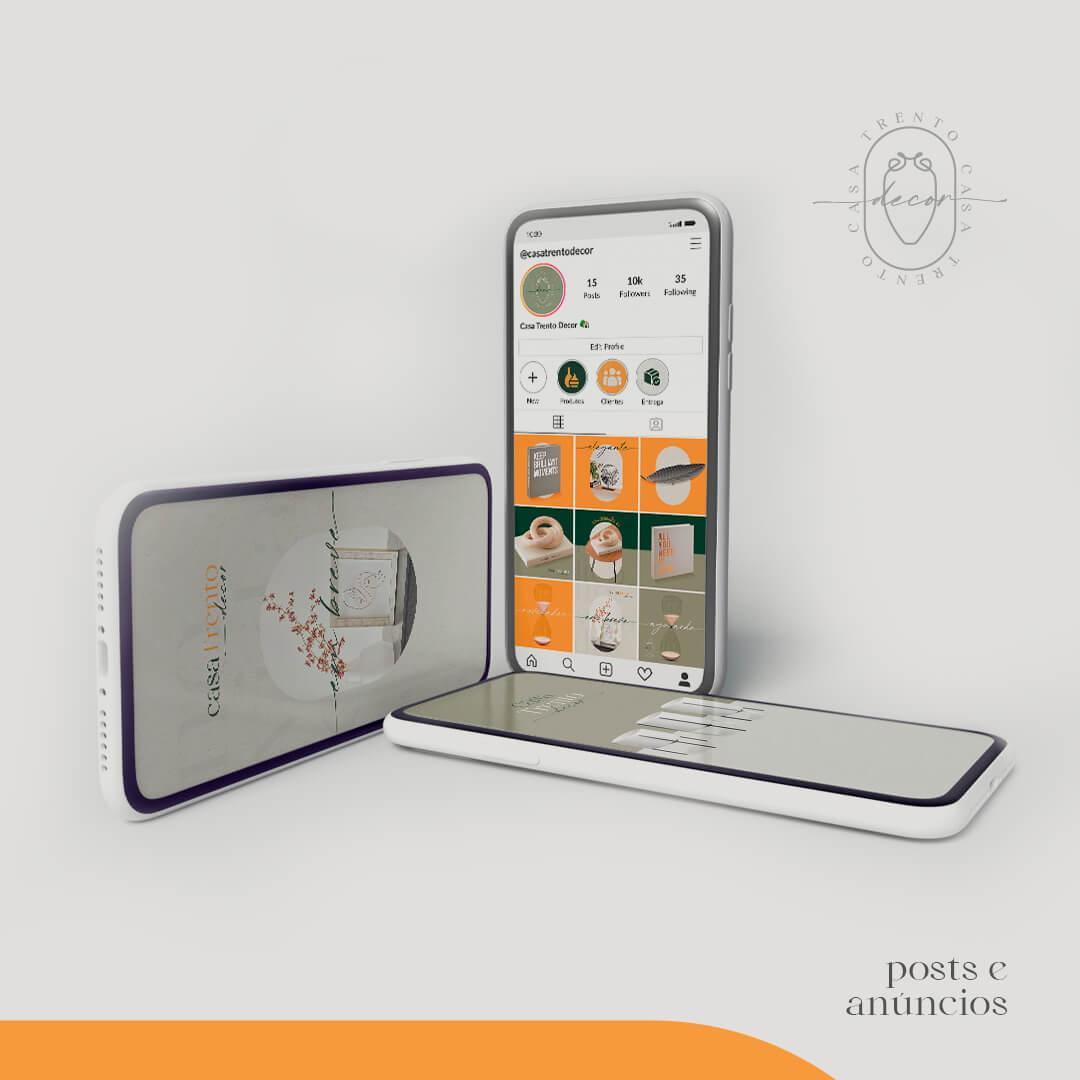 CASA TRENTO CASA TRENTO
decor
10:30
@casatrentodecor
15
10k
35
Posts
Followers
Following
Casa Trento Decor
Edit Profile
New
Produtos
Clientes
Entrega
KEEP
BRILLIANT
MOMENTS
elegante
ALL
YOU
NEED
em breve
ampulheta
casa trento
decor
em breve
Casa
Trento
decor
posts e
anúncios